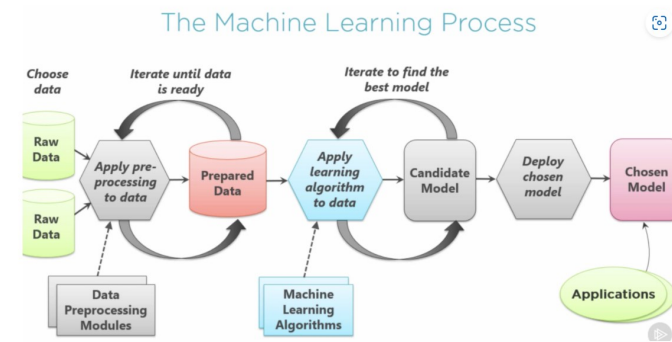 The Machine Learning Process
Choose
data
Iterate until data
is ready
Iterate to find the
best model
Raw
Data
Raw
Data
Apply pre-
processing
to data
Prepared
Data
Apply
learning
algorithm
to data
Candidate
Model
Deploy
chosen
model
Chosen
Model
Data
Preprocessing
Modules
Machine
Learning
Algorithms
Applications